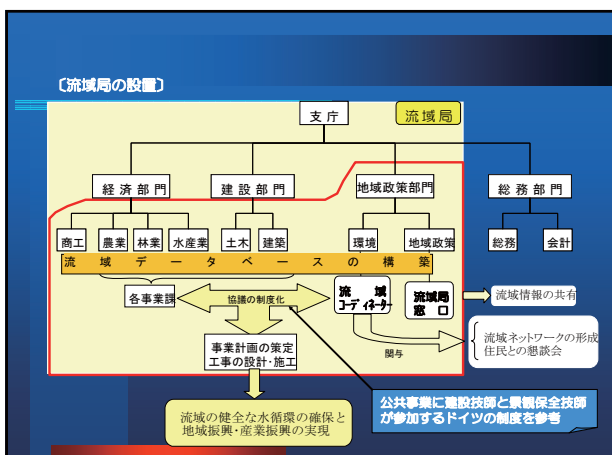 〔流域局の設置〕
支庁
流域局
経済部門
建設部門
地域政策部門
総務部門
商工
農業
林業
水産業
土木
建築
環境
地域政策
総務
会計
流域データベースの構築
各事業課
協議の制度化
流域
コーディネーター
流域局
窓口
流域情報の共有
事業計画の策定
工事の設計・施工
関与
流域ネットワークの形成
住民との懇談会
流域の健全な水循環の確保と
地域振興・産業振興の実現
公共事業に建設技師と景観保全技師
が参加するドイツの制度を参考